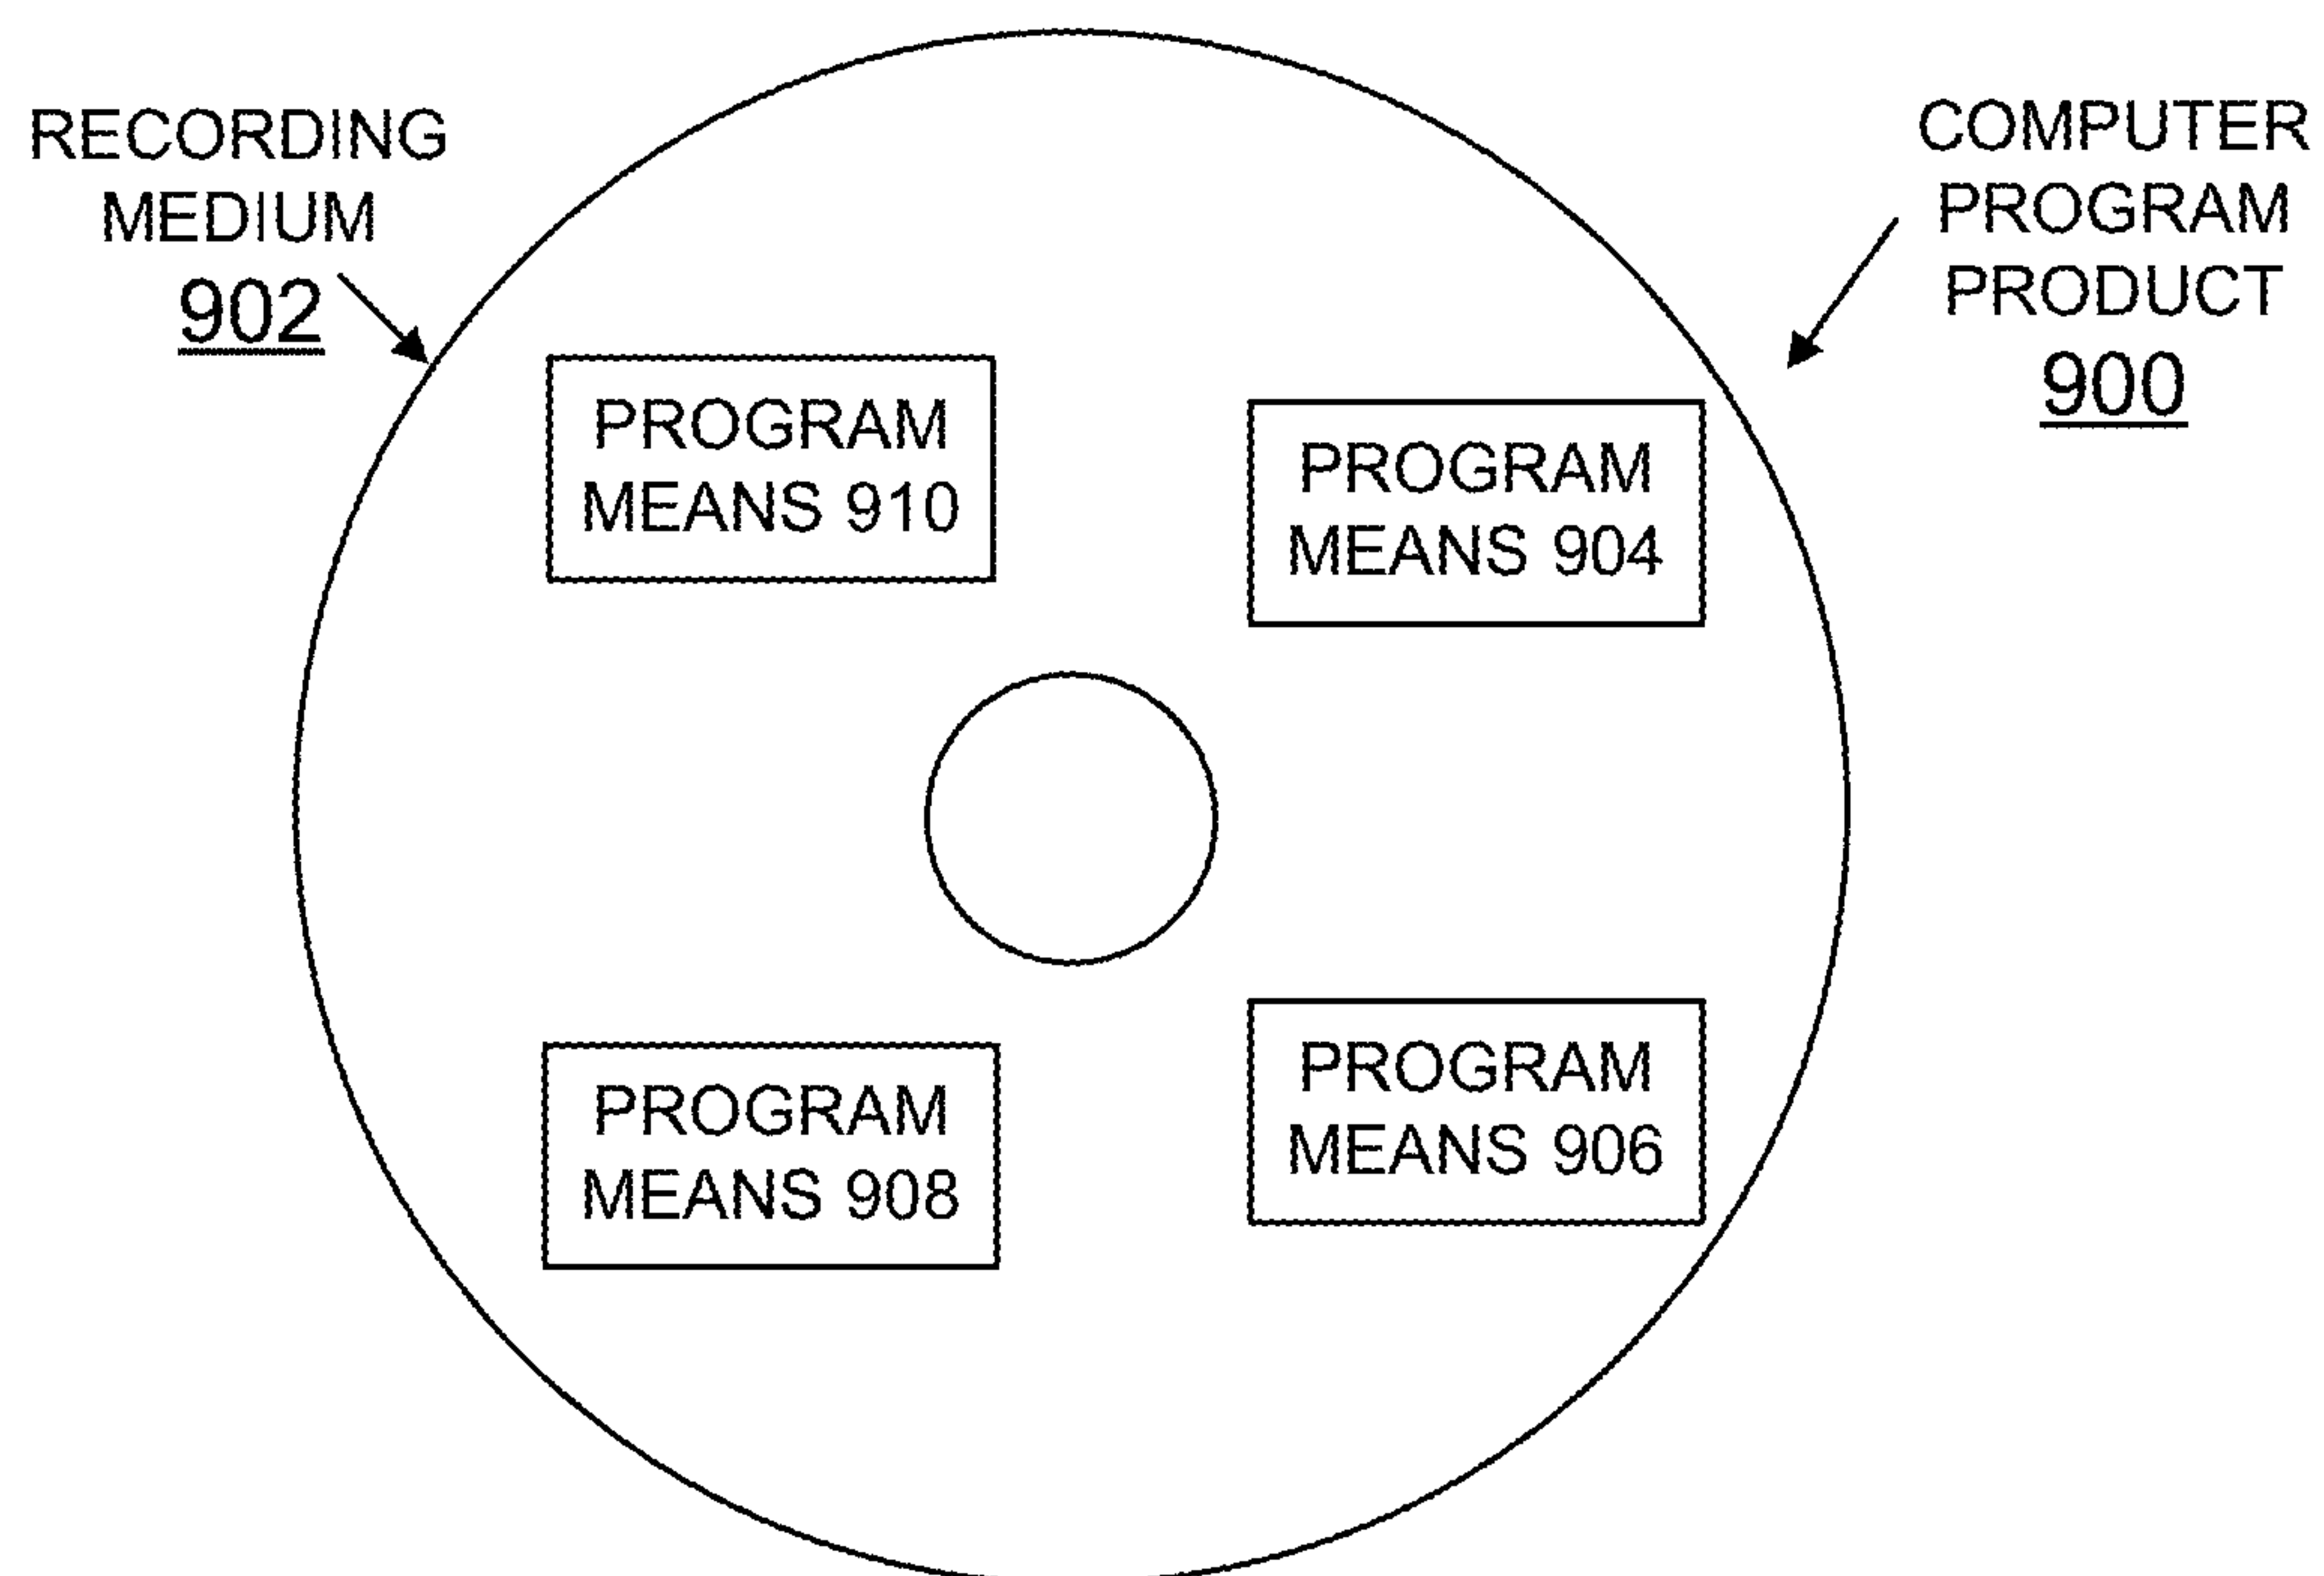 RECORDING
MEDIUM
902
COMPUTER
PROGRAM
PRODUCT
900
PROGRAM
MEANS 910
PROGRAM
MEANS 904
PROGRAM
MEANS 908
PROGRAM
MEANS 906